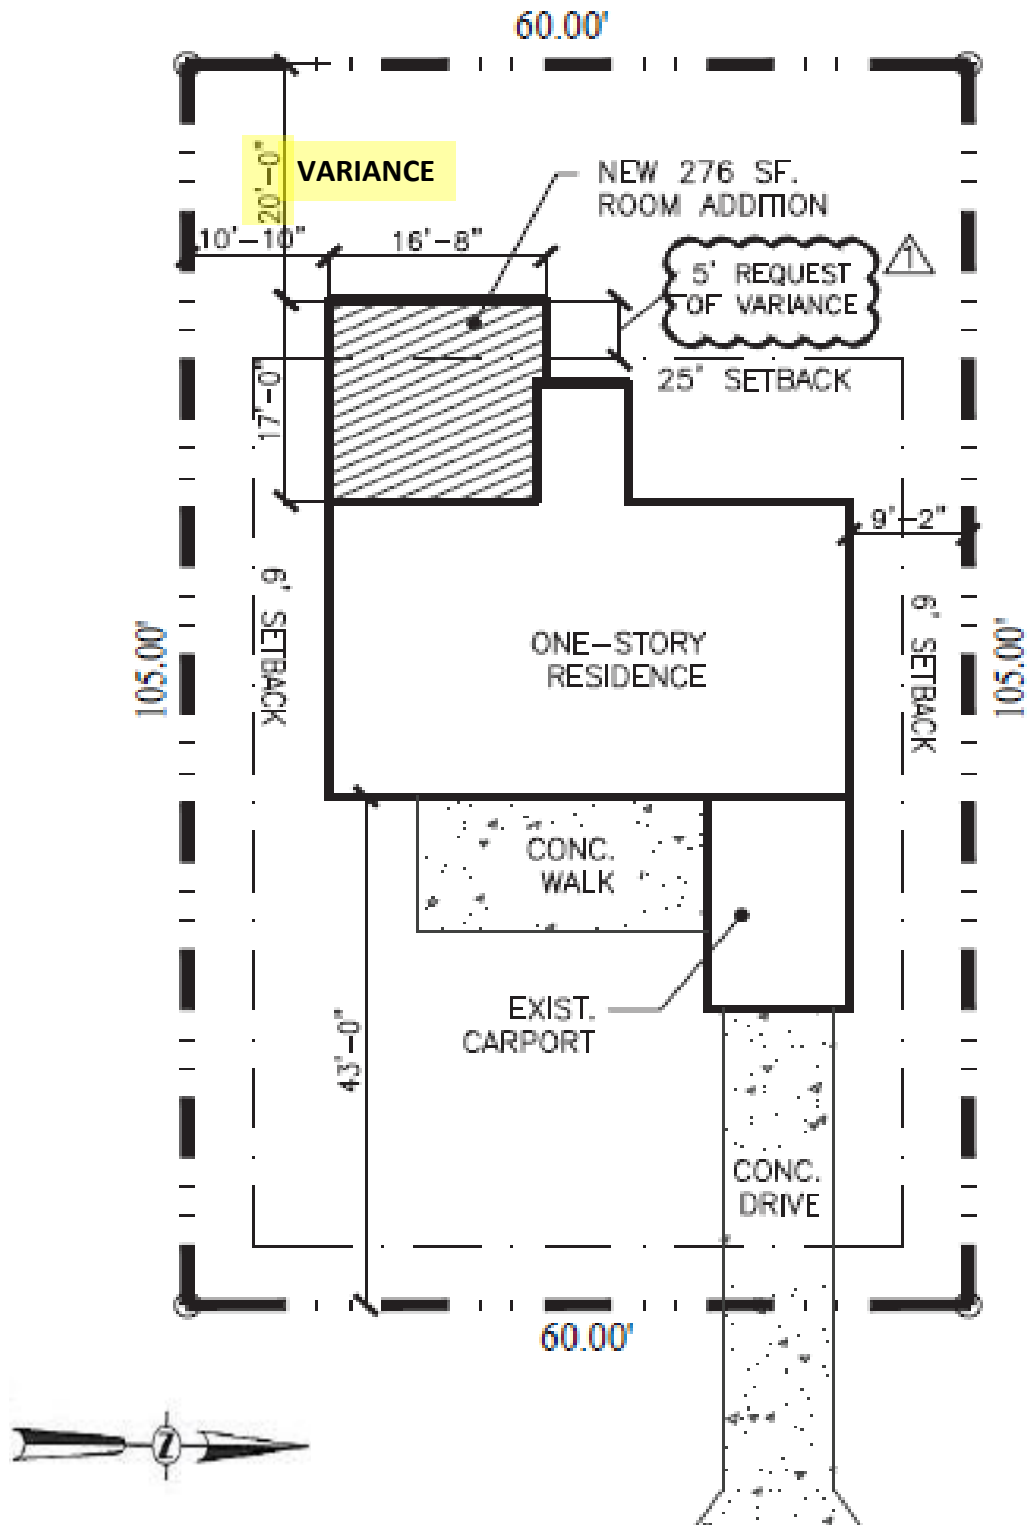 60.00'
20'-0"
VARIANCE
NEW 276 SF.
ROOM ADDITION
10'-10"
16'-8"
5' REQUEST
OF VARIANCE
1
25' SETBACK
17'-0"
9'-2"
6' SETBACK
6' SETBACK
ONE-STORY
RESIDENCE
105.00'
105.00'
CONC.
WALK
EXIST.
CARPORT
43'-0"
CONC.
DRIVE
60.00'
Z